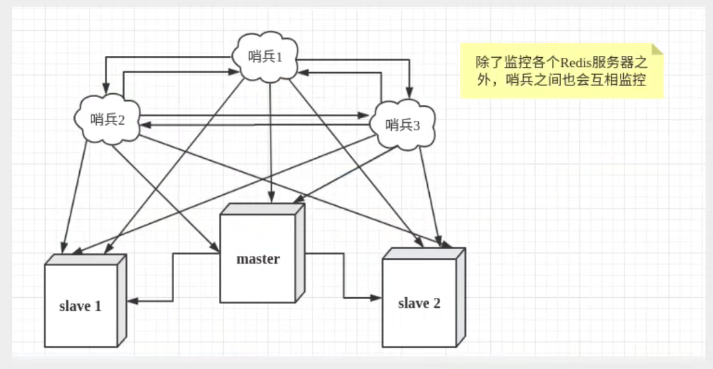 哨兵1
除了监控各个Redis服务器之
外，哨兵之间也会互相监控
哨兵2
哨兵3
master
slave 1
slave 2